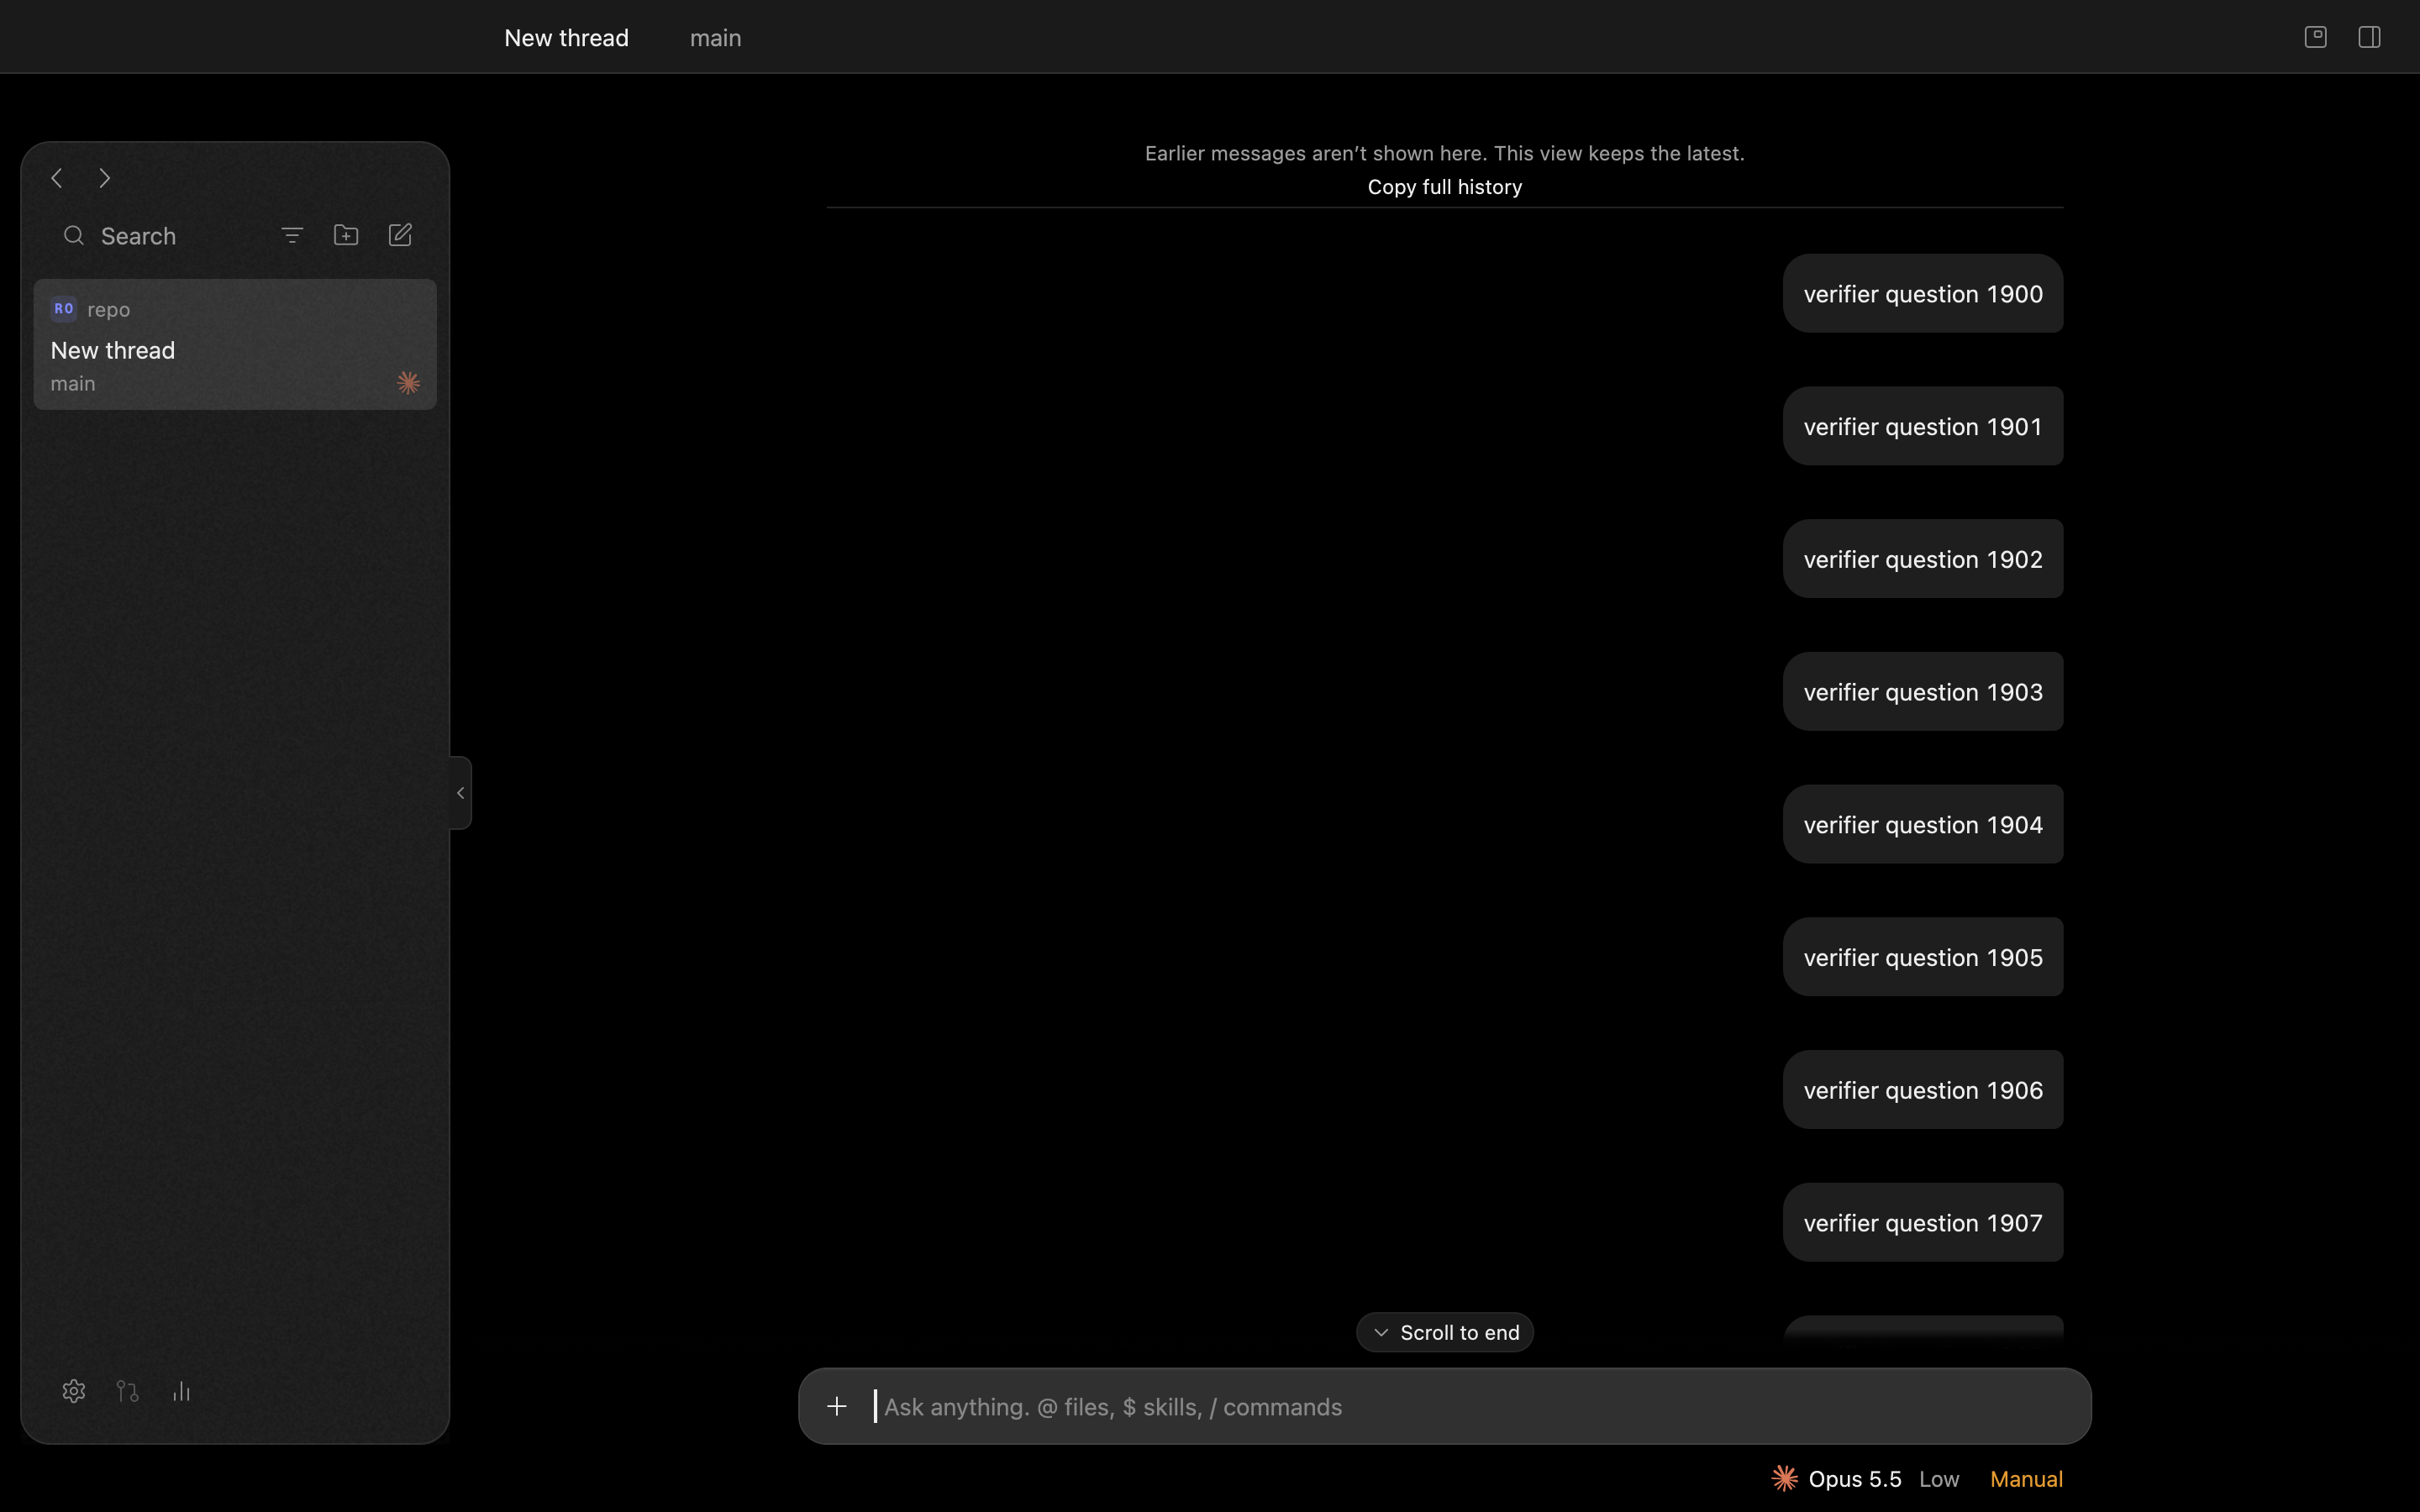 New thread
main
Search
RO repo
New thread
main
Earlier messages aren’t shown here. This view keeps the latest.
Copy full history
verifier question 1900
verifier question 1901
verifier question 1902
verifier question 1903
verifier question 1904
verifier question 1905
verifier question 1906
verifier question 1907
Scroll to end
Ask anything. @ files, $ skills, / commands
Opus 5.5 Low Manual